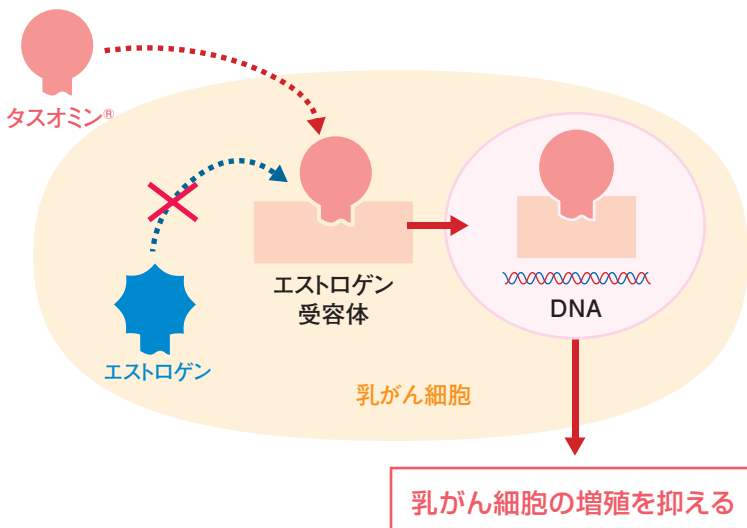 タスオミン®
エストロゲン
受容体
DNA
エストロゲン
乳がん細胞
乳がん細胞の増殖を抑える